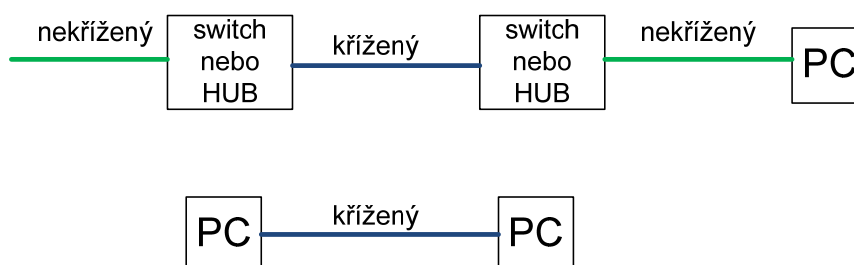 nekřížený
switch
nebo
HUB
křížený
switch
nebo
HUB
nekřížený
PC
PC
křížený
PC